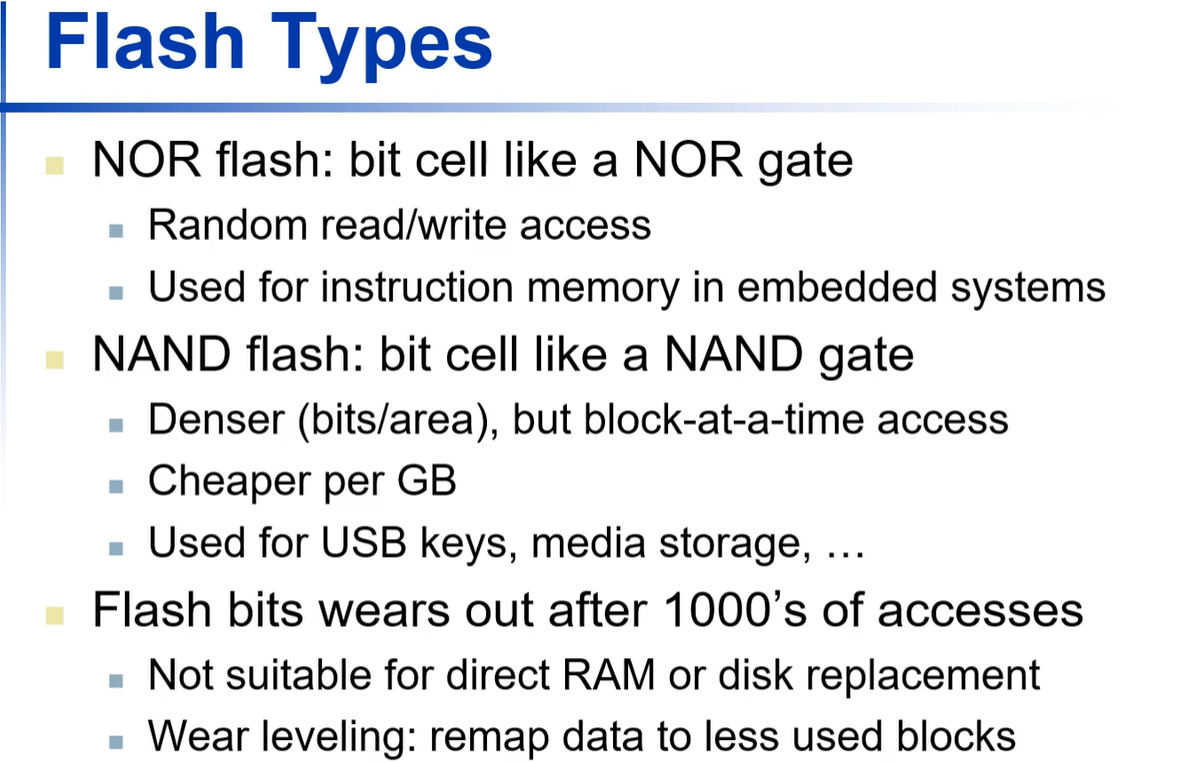 Flash Types
NOR flash: bit cell like a NOR gate
Random read/write access
Used for instruction memory in embedded systems
NAND flash: bit cell like a NAND gate
Denser (bits/area), but block-at-a-time access
Cheaper per GB
Used for USB keys, media storage, …
Flash bits wears out after 1000’s of accesses
Not suitable for direct RAM or disk replacement
Wear leveling: remap data to less used blocks